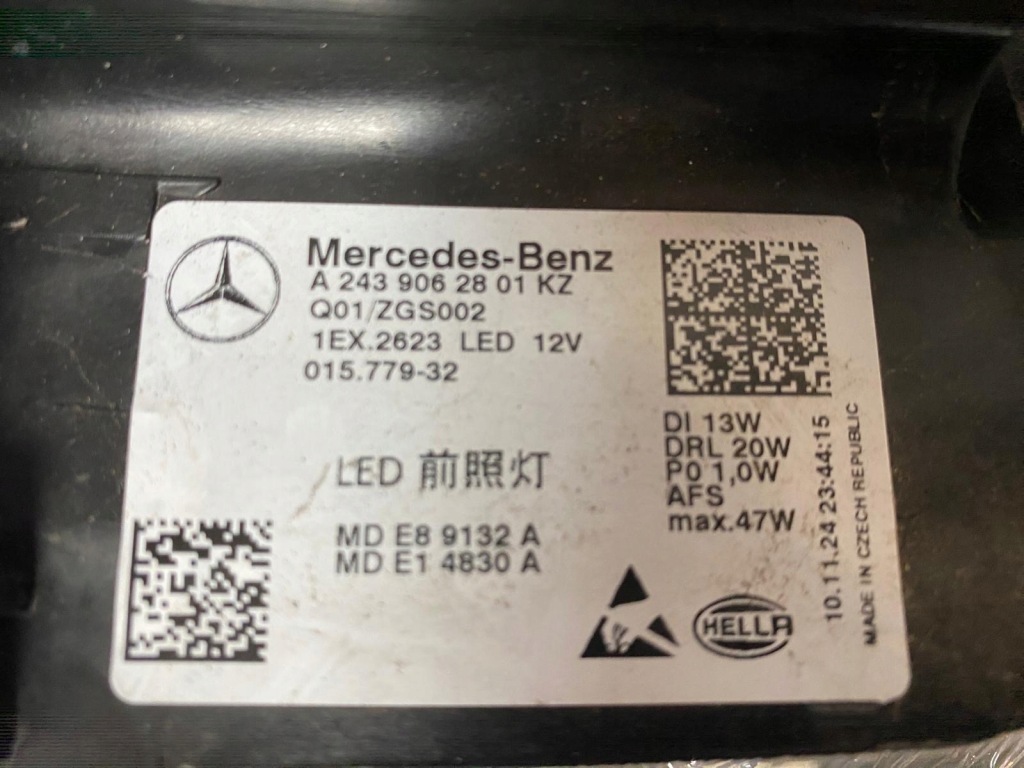 Mercedes-Benz
A 243 906 28 01 KZ
Q01/ZGS002
1EX.2623 LED 12V
015.779-32
LED 前照灯
MD E8 9132 A
MD E1 4830 A
DI 13W
DRL 20W
PO 1,0W
AFS
max.47W
HELLA
10.11.24 23:44:15
MADE IN CZECH REPUBLIC